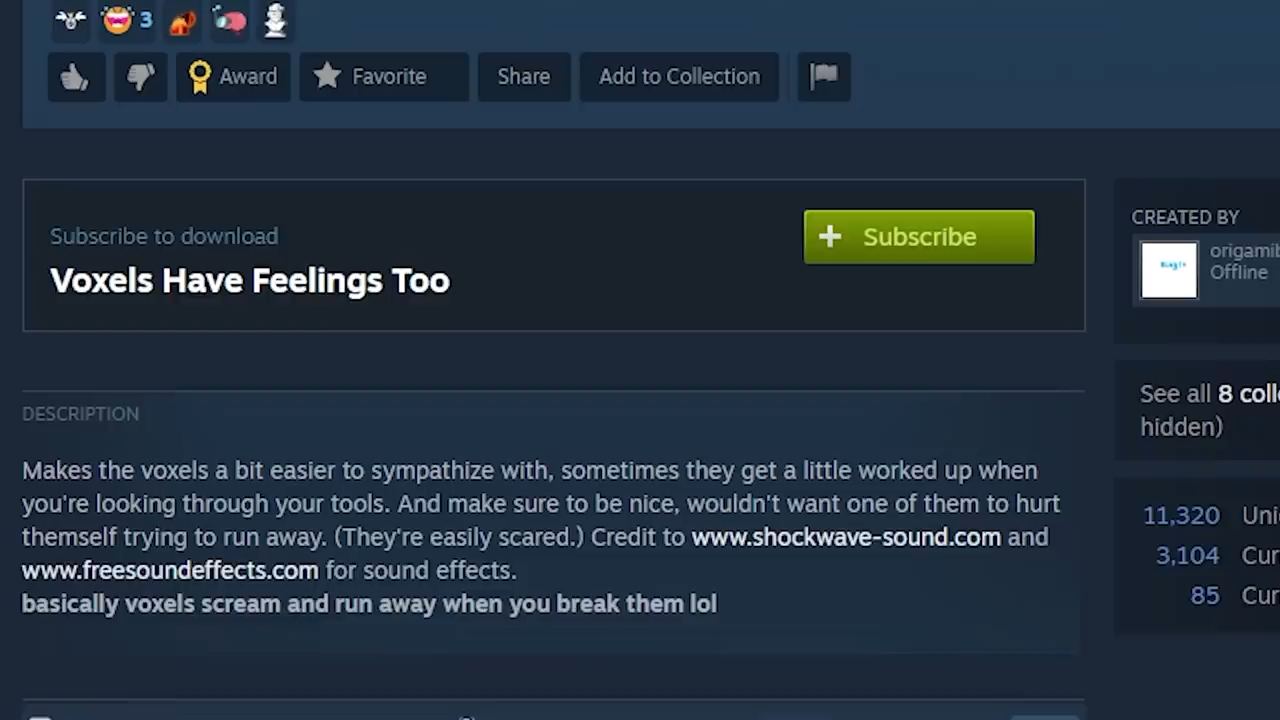 3
Award
Favorite
Share
Add to Collection
Subscribe to download
Voxels Have Feelings Too
Subscribe
CREATED BY
Offline
See all 8
hidden)
DESCRIPTION
Makes the voxels a bit easier to sympathize with, sometimes they get a little worked up when
you're looking through your tools. And make sure to be nice, wouldn't want one of them to hurt
themself trying to run away. (They're easily scared.) Credit to www.shockwave-sound.com and
www.freesoundeffects.com for sound effects.
basically voxels scream and run away when you break them lol
11,320
3,104
85